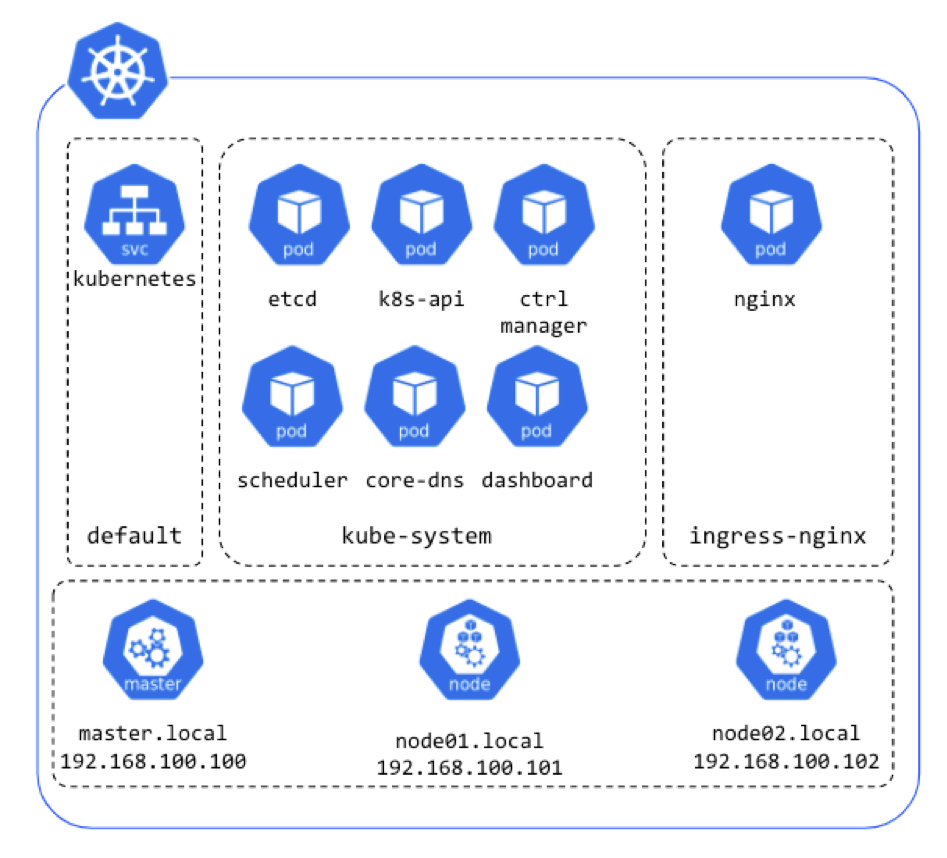 svc
kubernetes
default
pod
etcd
pod
k8s-api
pod
ctrl
manager
pod
scheduler
pod
core-dns
pod
dashboard
kube-system
pod
nginx
ingress-nginx
master
master.local
192.168.100.100
node
node01.local
192.168.100.101
node
node02.local
192.168.100.102